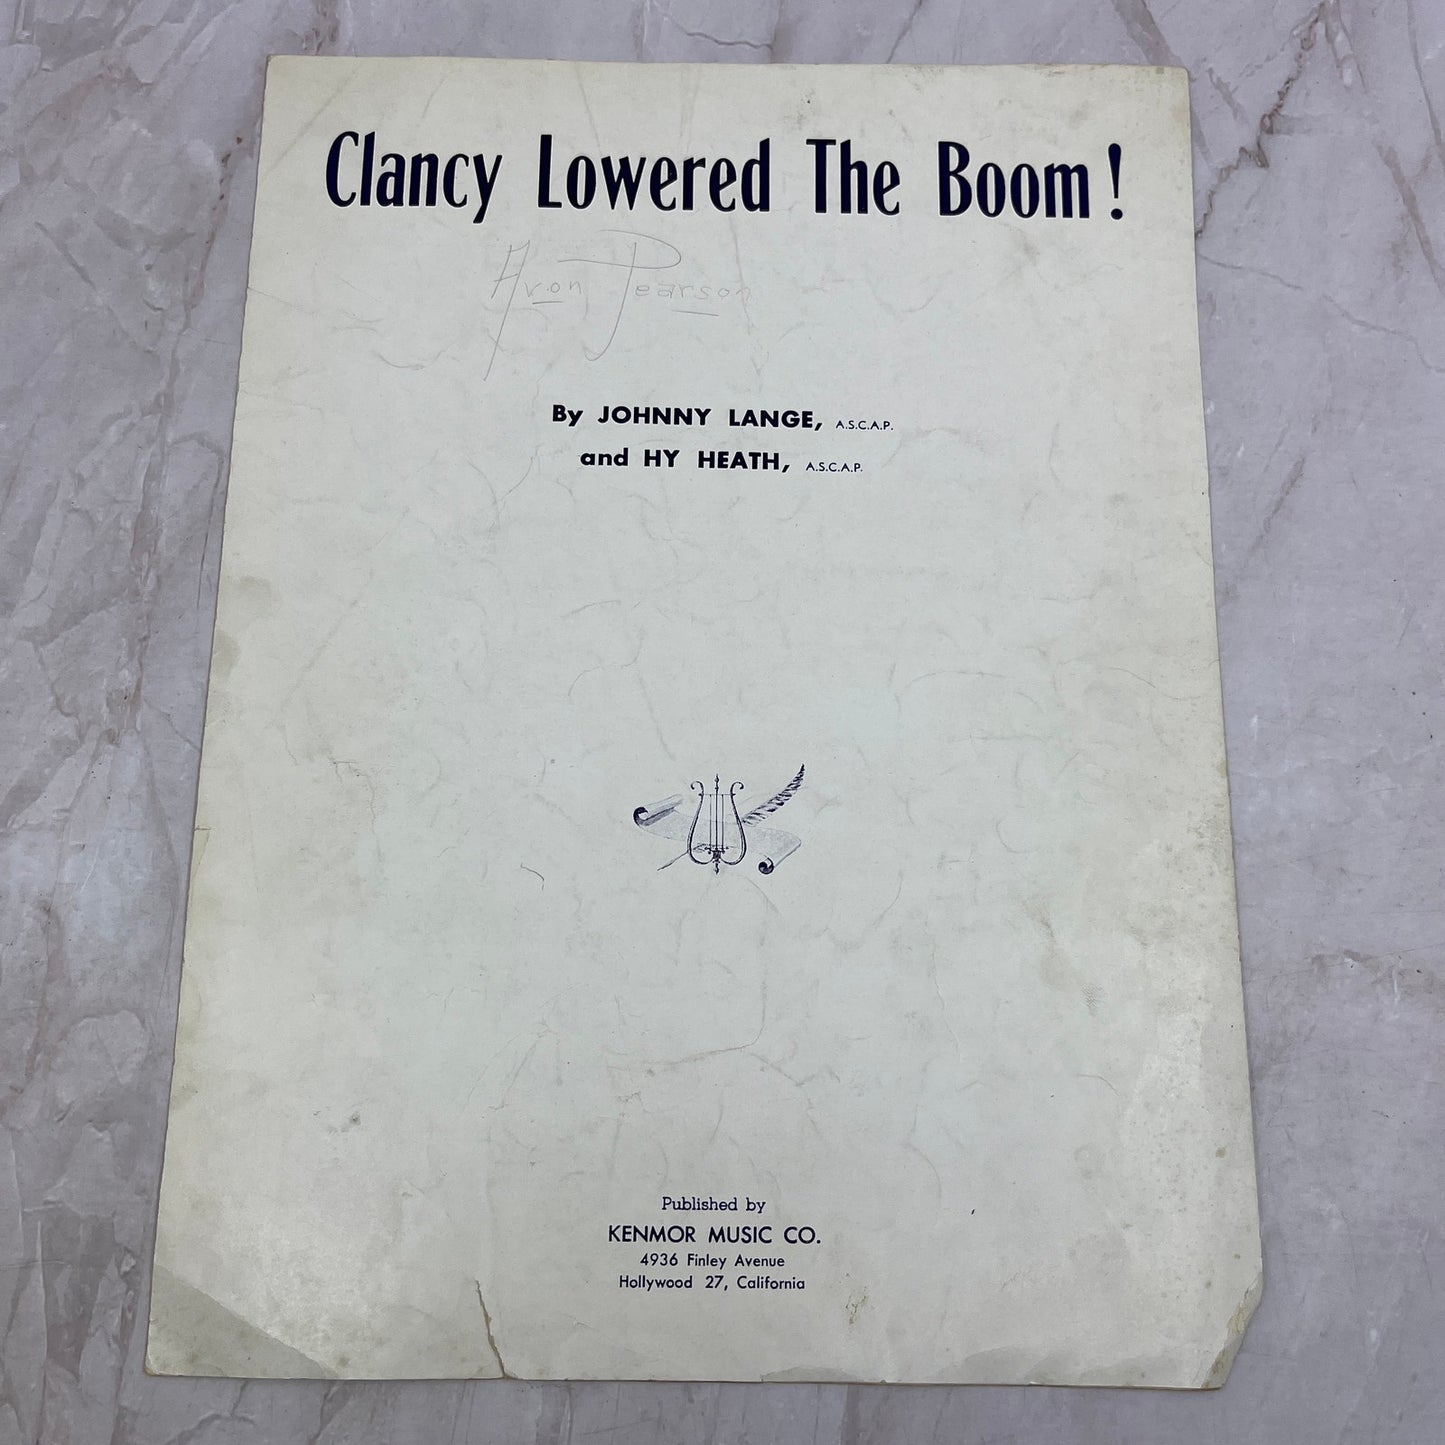 Clancy Lowered The Boom!
Avon Pearson
By JOHNNY LANGE, A.S.C.A.P.
and HY HEATH, A.S.C.A.P.
Published by
KENMOR MUSIC CO.
4936 Finley Avenue
Hollywood 27, California